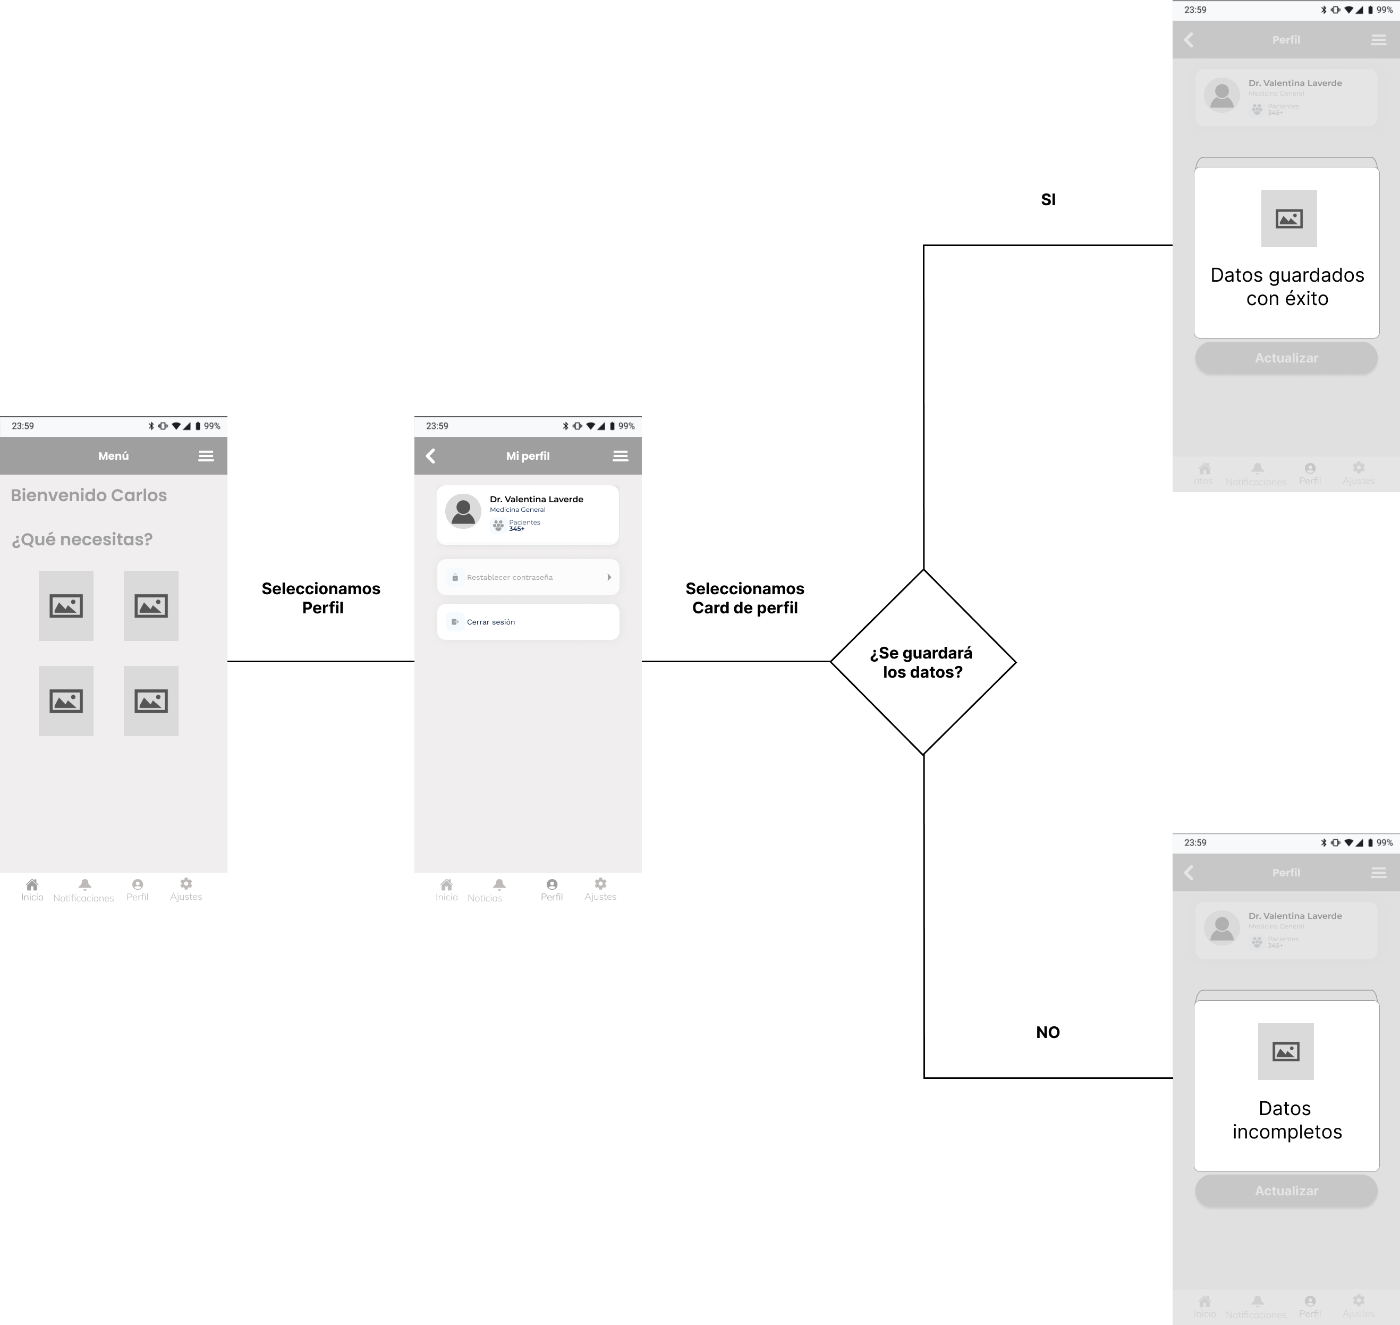 23:59 99%
Perfil
Dr. Valentina Laverde
Medicina General
Pacientes
345+
Datos guardados
con éxito
Actualizar
otos Notificaciones Perfil Ajustes
SI
23:59 99%
Menú
Bienvenido Carlos
¿Qué necesitas?
Inicio Notificaciones Perfil Ajustes
Seleccionamos
Perfil
23:59 99%
Mi perfil
Dr. Valentina Laverde
Medicina General
Pacientes
345+
Restablecer contraseña
Cerrar sesión
Inicio Noticias Perfil Ajustes
Seleccionamos
Card de perfil
¿Se guardará
los datos?
NO
23:59 99%
Perfil
Dr. Valentina Laverde
Medicina General
Pacientes
345+
Datos
incompletos
Actualizar
Inicio Notificaciones Perfil Ajustes